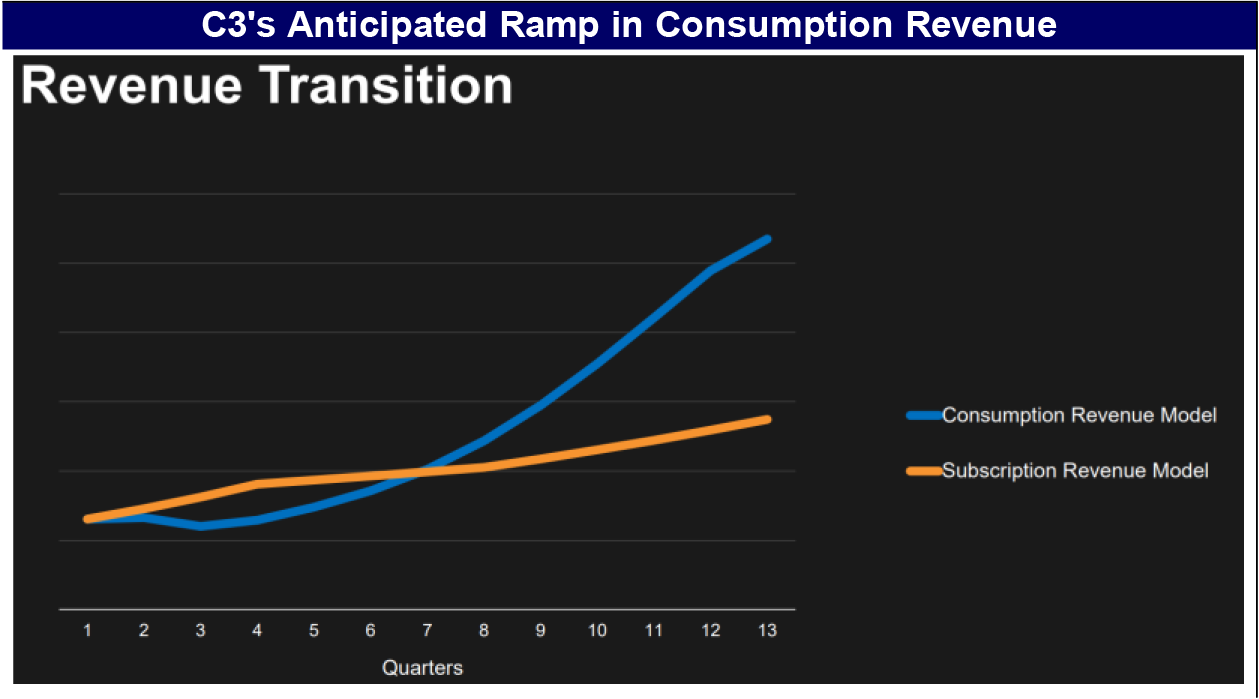 C3's Anticipated Ramp in Consumption Revenue
Revenue Transition
Consumption Revenue Model
Subscription Revenue Model
1 2 3 4 5 6 7 8 9 10 11 12 13
Quarters